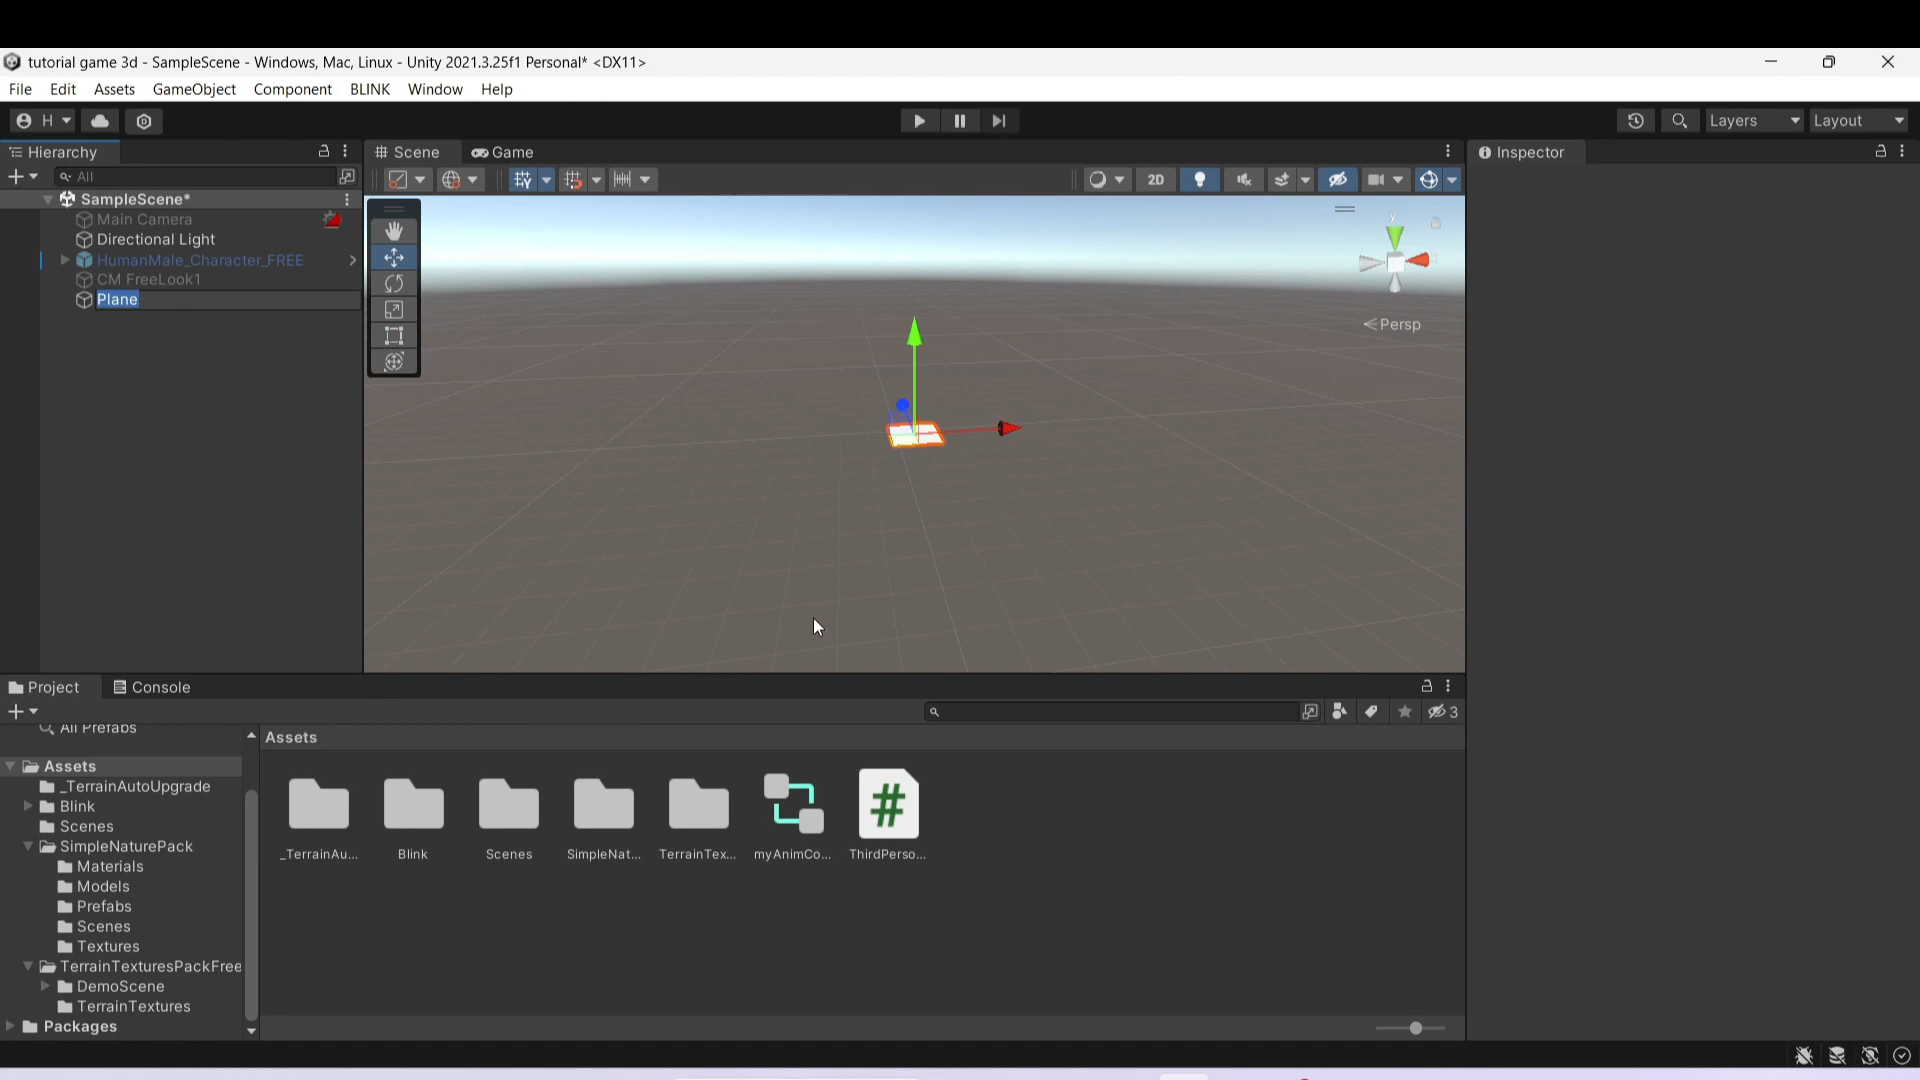 tutorial game 3d - SampleScene - Windows, Mac, Linux - Unity 2021.3.25f1 Personal* <DX11>
File Edit Assets GameObject Component BLINK Window Help
H Layers Layout
Hierarchy
Scene Game
Inspector
All
2D
SampleScene*
Main Camera
Directional Light
HumanMale_Character_FREE
CM FreeLook1
Plane
y
Persp
Project Console
3
All Prefabs
Assets
_TerrainAutoUpgrade
Blink
Scenes
SimpleNaturePack
Materials
Models
Prefabs
Scenes
Textures
TerrainTexturesPackFree
DemoScene
TerrainTextures
Packages
Assets
_TerrainAu... Blink Scenes SimpleNat... TerrainTex... myAnimCo... ThirdPerso...